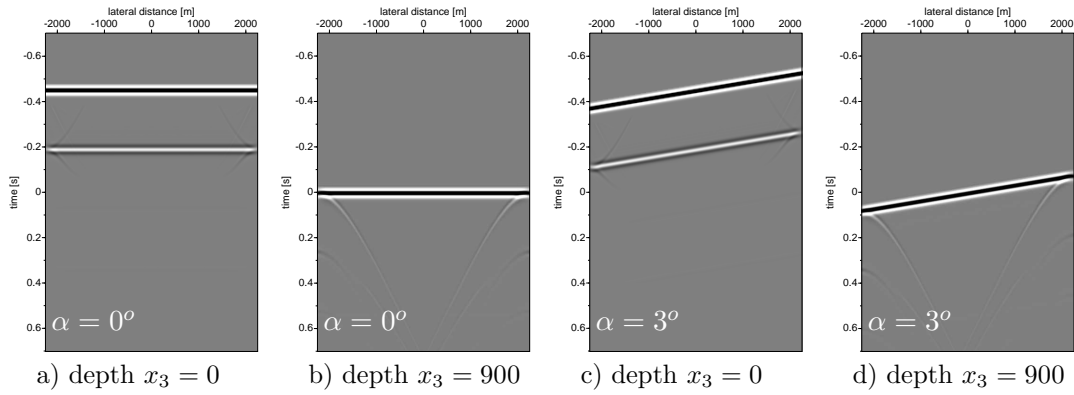 lateral distance [m]
-2000 -1000 0 1000 2000
-0.6
-0.4
-0.2
0
0.2
0.4
0.6
time [s]
α = 0°
a) depth x₃ = 0
lateral distance [m]
-2000 -1000 0 1000 2000
-0.6
-0.4
-0.2
0
0.2
0.4
0.6
time [s]
α = 0°
b) depth x₃ = 900
lateral distance [m]
-2000 -1000 0 1000 2000
-0.6
-0.4
-0.2
0
0.2
0.4
0.6
time [s]
α = 3°
c) depth x₃ = 0
lateral distance [m]
-2000 -1000 0 1000 2000
-0.6
-0.4
-0.2
0
0.2
0.4
0.6
time [s]
α = 3°
d) depth x₃ = 900